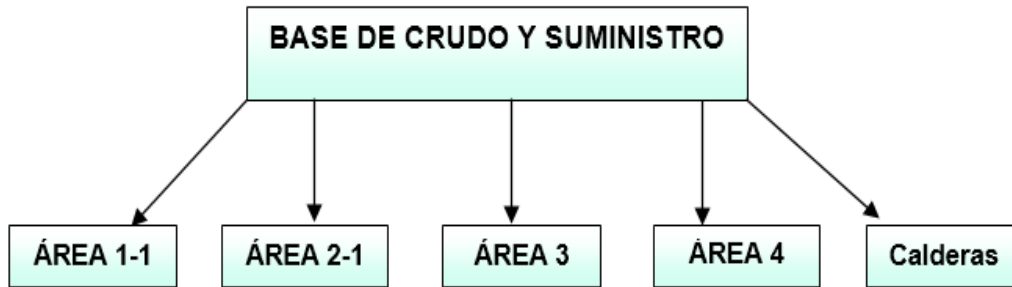 BASE DE CRUDO Y SUMINISTRO
ÁREA 1-1
ÁREA 2-1
ÁREA 3
ÁREA 4
Calderas